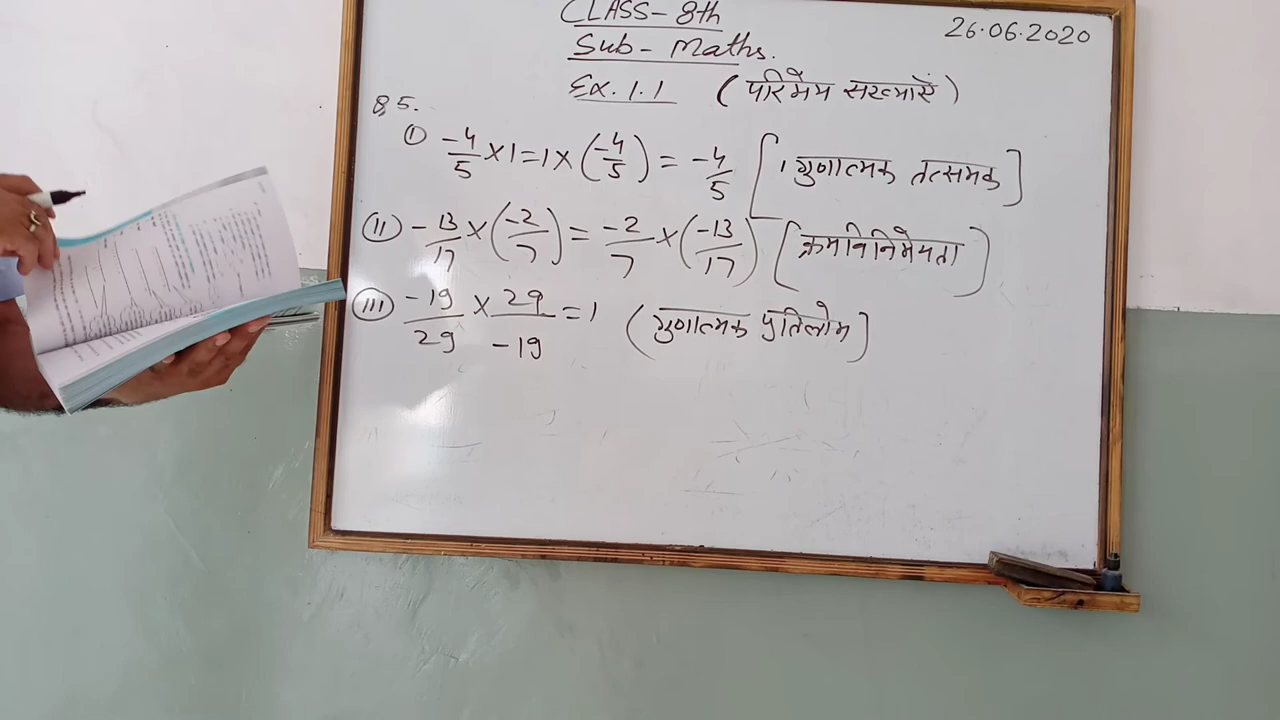 CLASS-8th
26.06.2020
Sub- Maths.
Ex. 1.1 (परिमेय संख्याएँ)
Q5.
(i) -4/5 × 1 = 1 × (-4/5) = -4/5 [1 गुणात्मक तत्समक]
(ii) -13/17 × (-2/7) = -2/7 × (-13/17) [क्रमविनिमेयता]
(iii) -19/29 × 29/-19 = 1 (गुणात्मक प्रतिलोम]